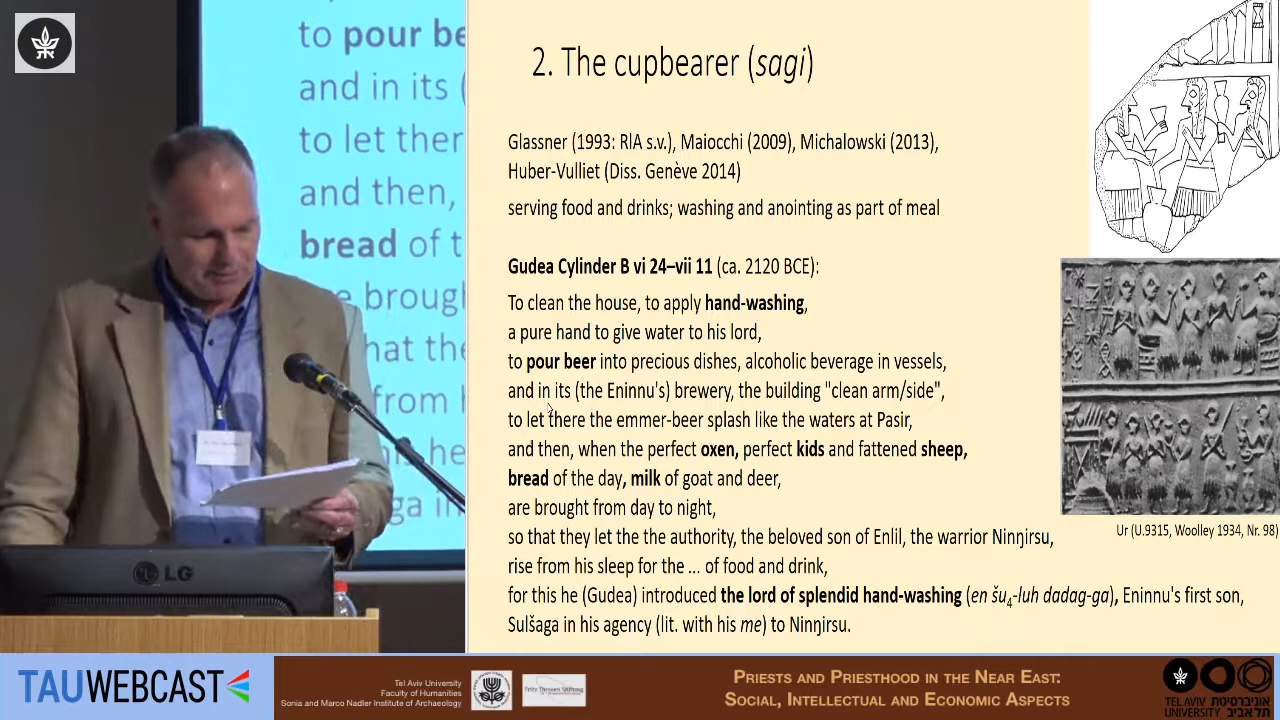 to pour be
and in its (
to let ther
and then,
bread of t
e brough
hat the
from h
is he
ga in
LG
2. The cupbearer (sagi)
Glassner (1993: RlA s.v.), Maiocchi (2009), Michalowski (2013),
Huber-Vulliet (Diss. Genève 2014)
serving food and drinks; washing and anointing as part of meal
Gudea Cylinder B vi 24–vii 11 (ca. 2120 BCE):
To clean the house, to apply hand-washing,
a pure hand to give water to his lord,
to pour beer into precious dishes, alcoholic beverage in vessels,
and in its (the Eninnu's) brewery, the building "clean arm/side",
to let there the emmer-beer splash like the waters at Pasir,
and then, when the perfect oxen, perfect kids and fattened sheep,
bread of the day, milk of goat and deer,
are brought from day to night,
so that they let the the authority, the beloved son of Enlil, the warrior Ninŋirsu,
rise from his sleep for the ... of food and drink,
for this he (Gudea) introduced the lord of splendid hand-washing (en šu₄-luh dadag-ga), Eninnu's first son,
Sulšaga in his agency (lit. with his me) to Ninŋirsu.
Ur (U.9315, Woolley 1934, Nr. 98)
TAUWEBCAST
Tel Aviv University
Faculty of Humanities
Sonia and Marco Nadler Institute of Archaeology
Fritz Thyssen Stiftung
Priests and Priesthood in the Near East:
Social, Intellectual and Economic Aspects
TEL AVIV אוניברסיטת
UNIVERSITY תל אביב